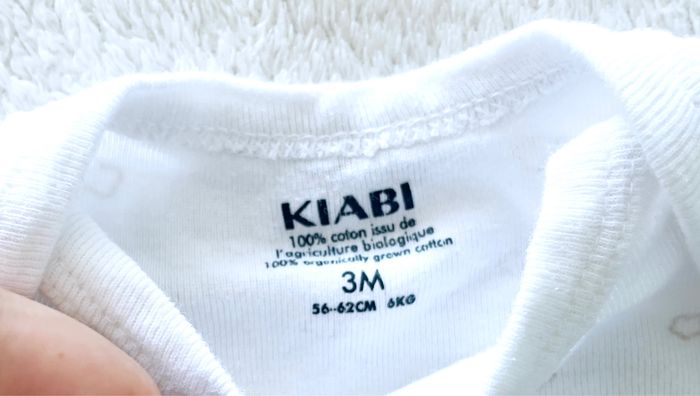 KIABI
100% coton issu de
l'agriculture biologique
100% organically grown cotton
3M
56-62CM 6KG